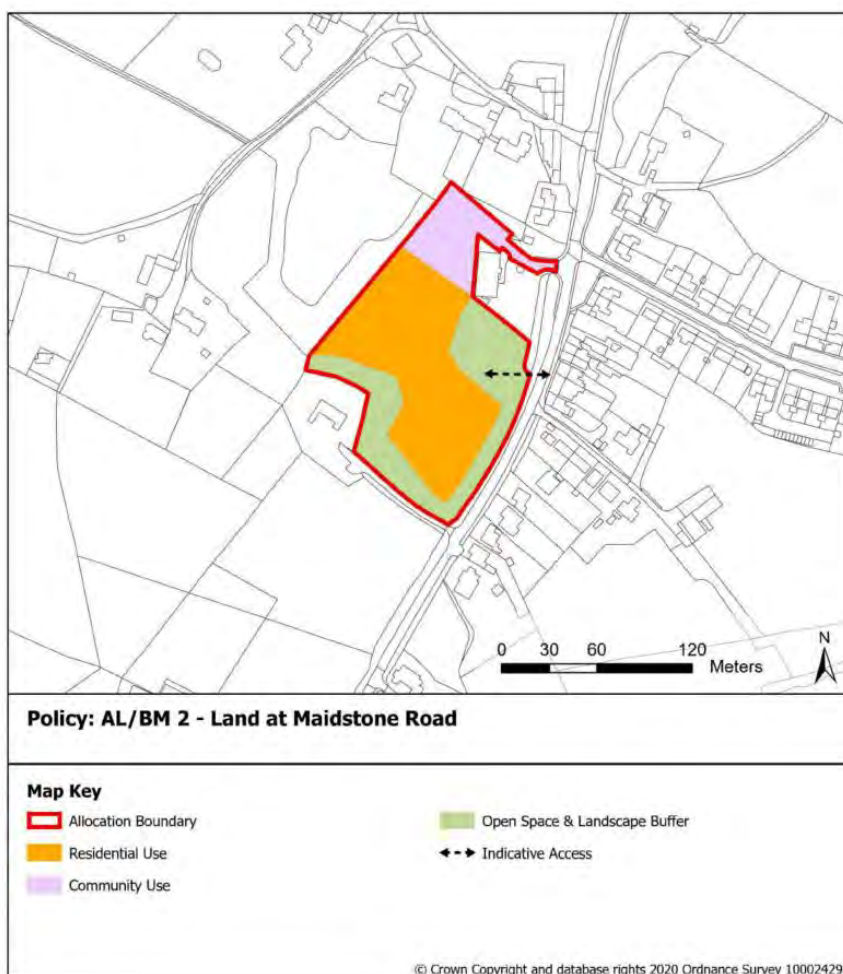 0 30 60 120
Meters
N
Policy: AL/BM 2 - Land at Maidstone Road
Map Key
Allocation Boundary
Residential Use
Community Use
Open Space & Landscape Buffer
Indicative Access
© Crown Copyright and database rights 2020 Ordnance Survey 10002429